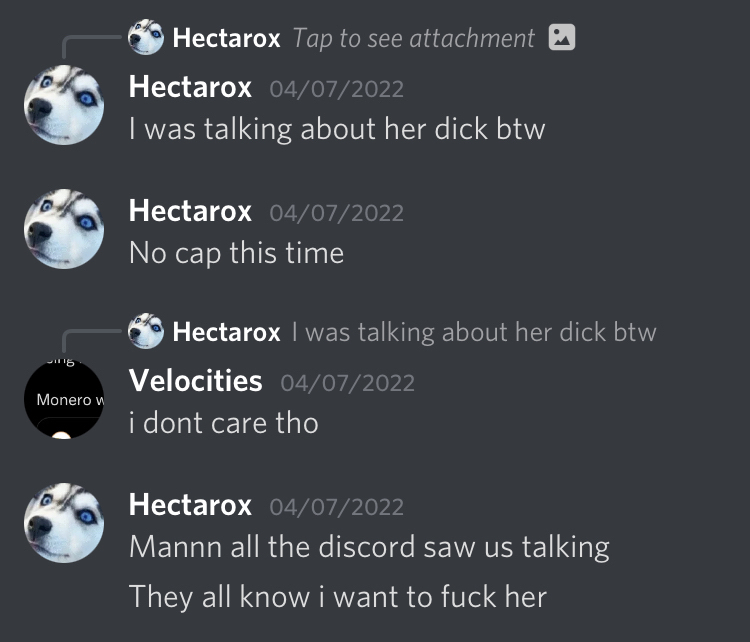 Hectarox Tap to see attachment
Hectarox 04/07/2022
I was talking about her dick btw
Hectarox 04/07/2022
No cap this time
Hectarox I was talking about her dick btw
Monero w
Velocities 04/07/2022
i dont care tho
Hectarox 04/07/2022
Mannn all the discord saw us talking
They all know i want to fuck her